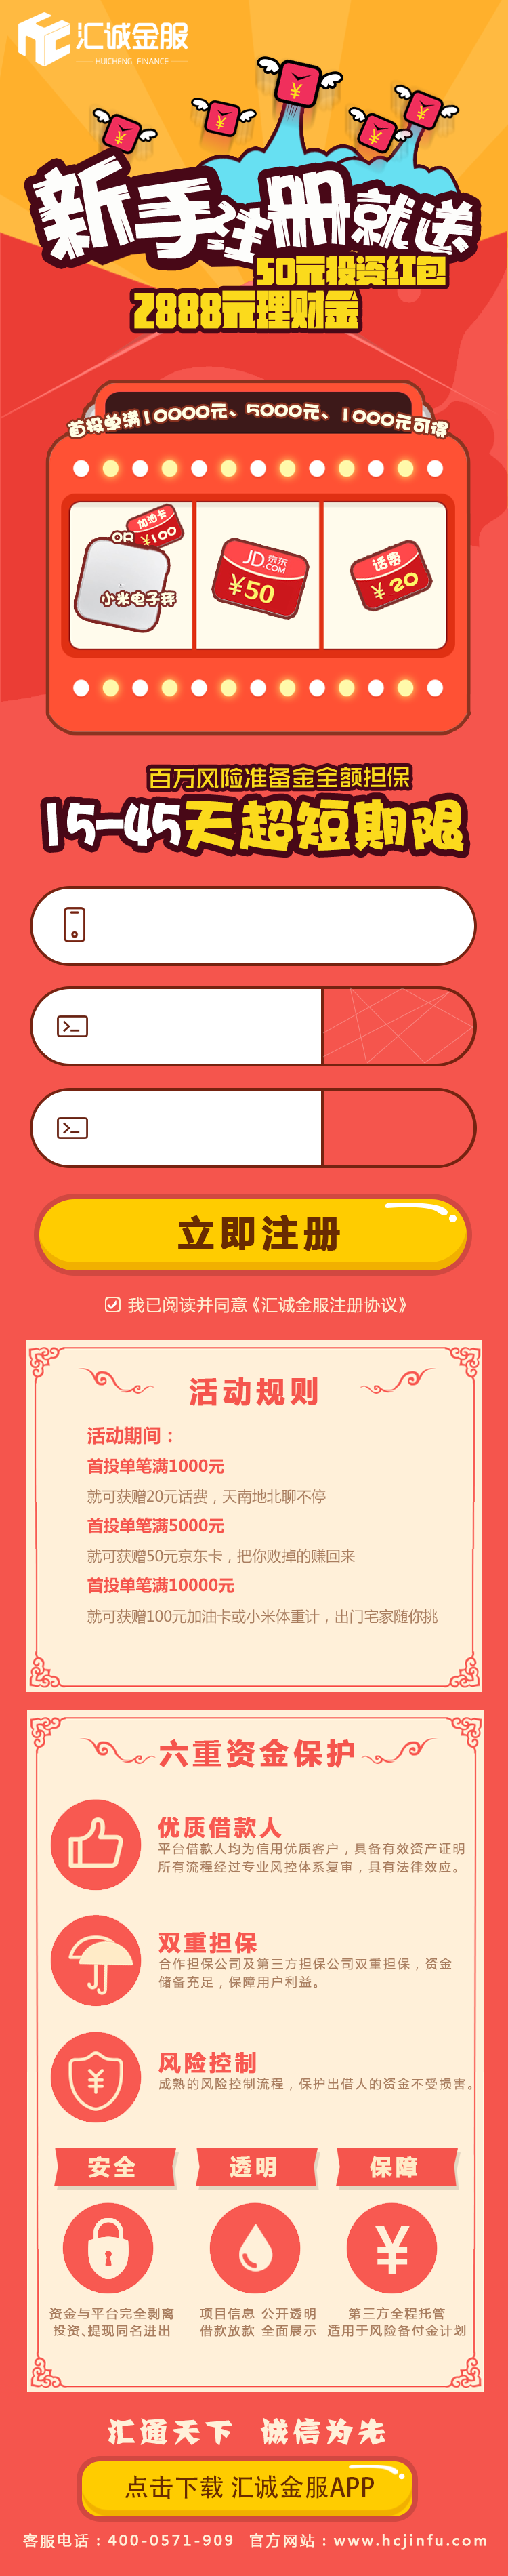 汇诚金服
HUICHENG FINANCE
新手注册就送
50元投资红包
2888元理财金
首投单满10000元、5000元、1000元可得
加油卡
OR ¥100
小米电子秤
JD 京东
.COM
¥50
话费
¥20
百万风险准备金全额担保
15-45天超短期限
立即注册
我已阅读并同意《汇诚金服注册协议》
活动规则
活动期间：
首投单笔满1000元
就可获赠20元话费，天南地北聊不停
首投单笔满5000元
就可获赠50元京东卡，把你败掉的赚回来
首投单笔满10000元
就可获赠100元加油卡或小米体重计，出门宅家随你挑
六重资金保护
优质借款人
平台借款人均为信用优质客户，具备有效资产证明
所有流程经过专业风控体系复审，具有法律效应。
双重担保
合作担保公司及第三方担保公司双重担保，资金
储备充足，保障用户利益。
风险控制
成熟的风险控制流程，保护出借人的资金不受损害。
安全 透明 保障
¥
资金与平台完全剥离 项目信息 公开透明 第三方全程托管
投资、提现同名进出 借款放款 全面展示 适用于风险备付金计划
汇通天下 诚信为先
点击下载 汇诚金服APP
客服电话：400-0571-909 官方网站：www.hcjinfu.com